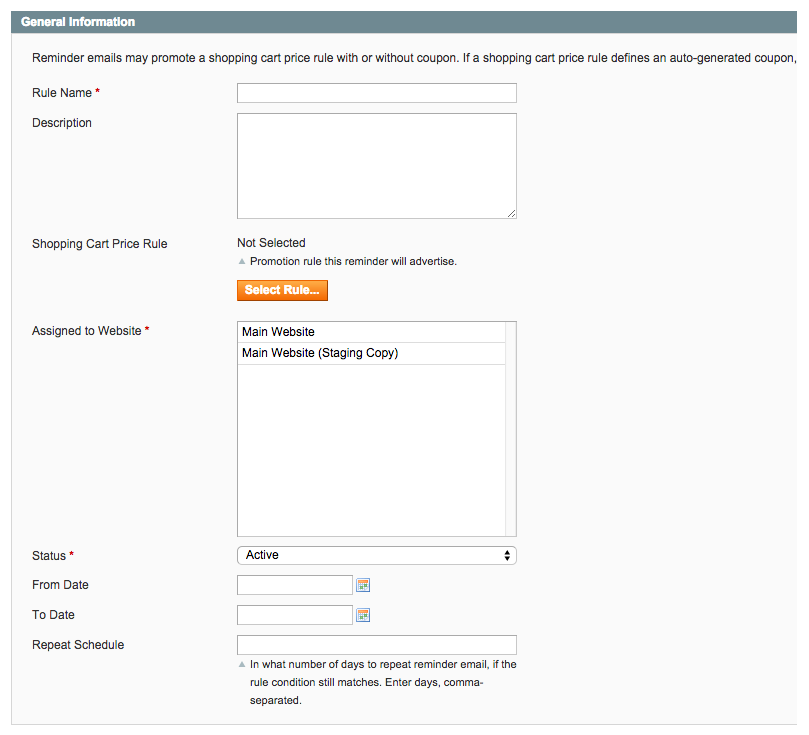 General Information
Reminder emails may promote a shopping cart price rule with or without coupon. If a shopping cart price rule defines an auto-generated coupon,
Rule Name *
Description
Shopping Cart Price Rule
Not Selected
Promotion rule this reminder will advertise.
Select Rule...
Assigned to Website *
Main Website
Main Website (Staging Copy)
Status *
Active
From Date
To Date
Repeat Schedule
In what number of days to repeat reminder email, if the
rule condition still matches. Enter days, comma-
separated.